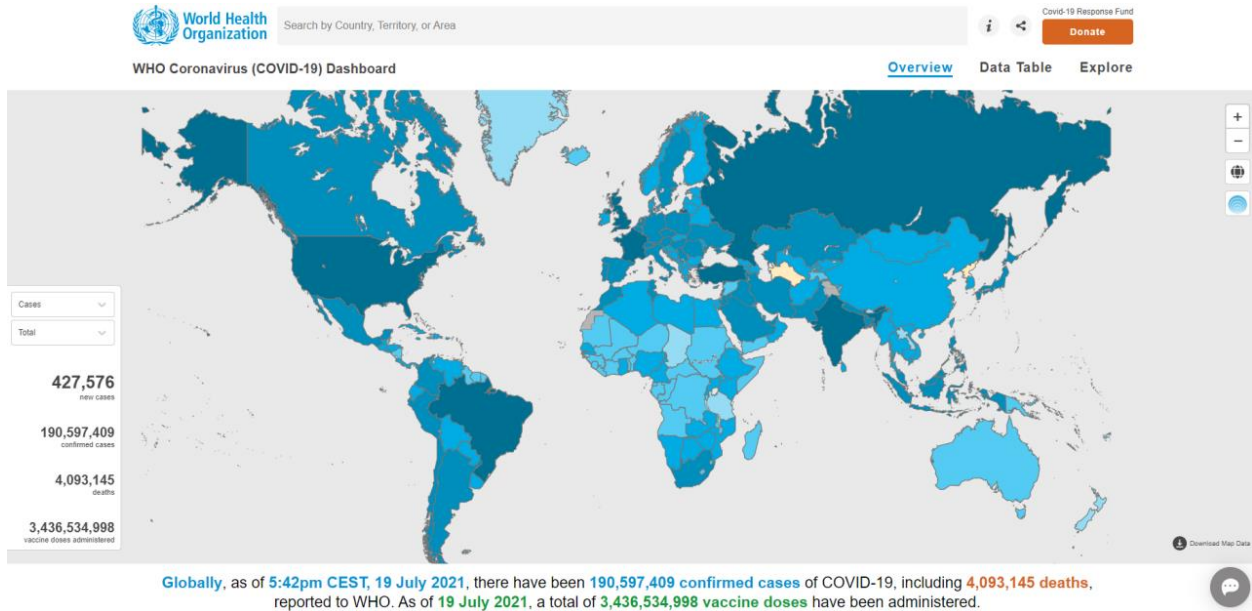 World Health
Organization
Search by Country, Territory, or Area
i
Covid-19 Response Fund
Donate
WHO Coronavirus (COVID-19) Dashboard
Overview Data Table Explore
+
−
Cases
Total
427,576
new cases
190,597,409
confirmed cases
4,093,145
deaths
3,436,534,998
vaccine doses administered
Download Map Data
Globally, as of 5:42pm CEST, 19 July 2021, there have been 190,597,409 confirmed cases of COVID-19, including 4,093,145 deaths,
reported to WHO. As of 19 July 2021, a total of 3,436,534,998 vaccine doses have been administered.